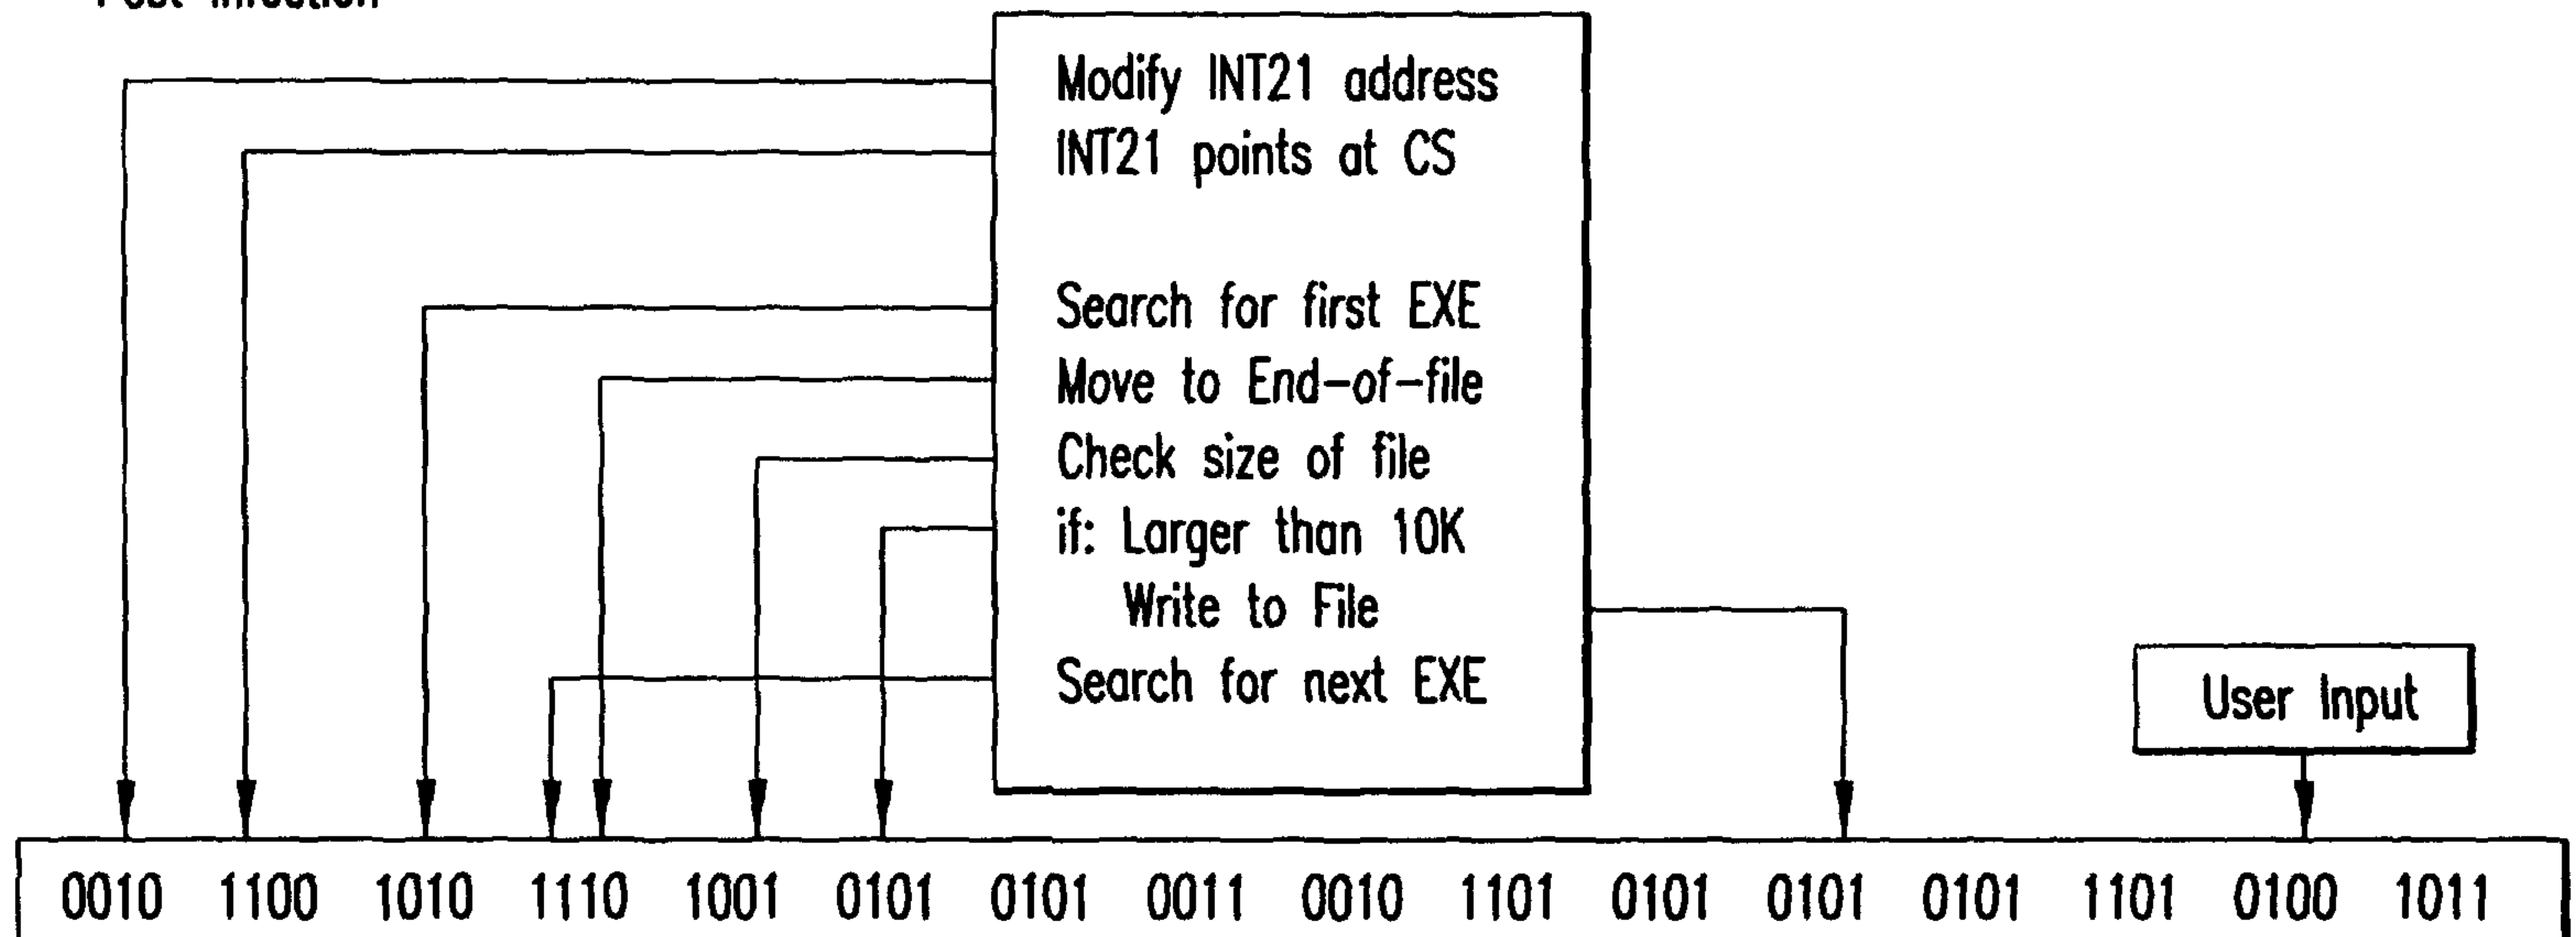 Post Infection
Modify INT21 address
INT21 points at CS
Search for first EXE
Move to End-of-file
Check size of file
if: Larger than 10K
Write to File
Search for next EXE
User Input
0010 1100 1010 1110 1001 0101 0101 0011 0010 1101 0101 0101 0101 1101 0100 1011